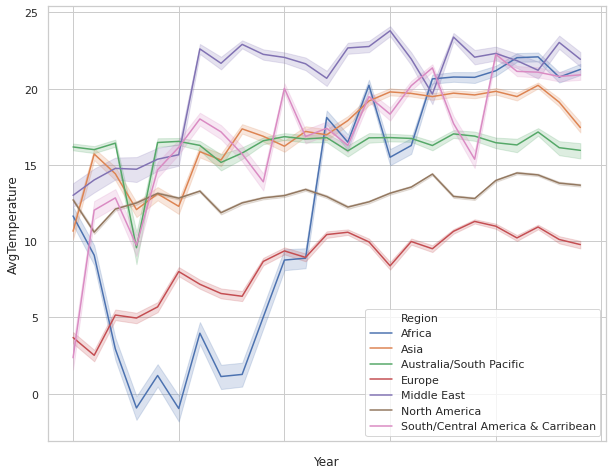 25
20
15
10
5
0
AvgTemperature
Year
Region
Africa
Asia
Australia/South Pacific
Europe
Middle East
North America
South/Central America & Carribean